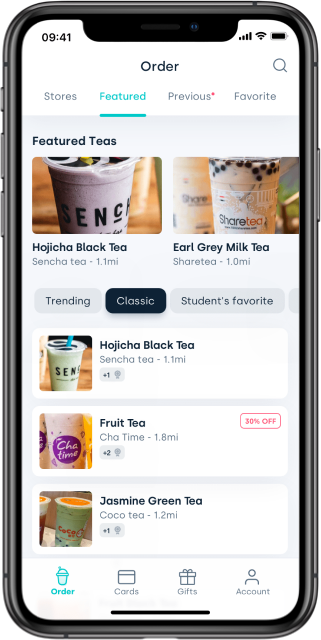 09:41
Order
Stores Featured Previous* Favorite
Featured Teas
SENC
Share
Sharetea
Hojicha Black Tea Earl Grey Milk Tea
Sencha tea - 1.1mi Sharetea - 1.0mi
Trending Classic Student's favorite
SEN
Hojicha Black Tea
Sencha tea - 1.1mi
+1
Cha
time
Fruit Tea
30% OFF
Cha Time - 1.8mi
+2
Jasmine Green Tea
Coco tea - 1.2mi
+1
Order Cards Gifts Account